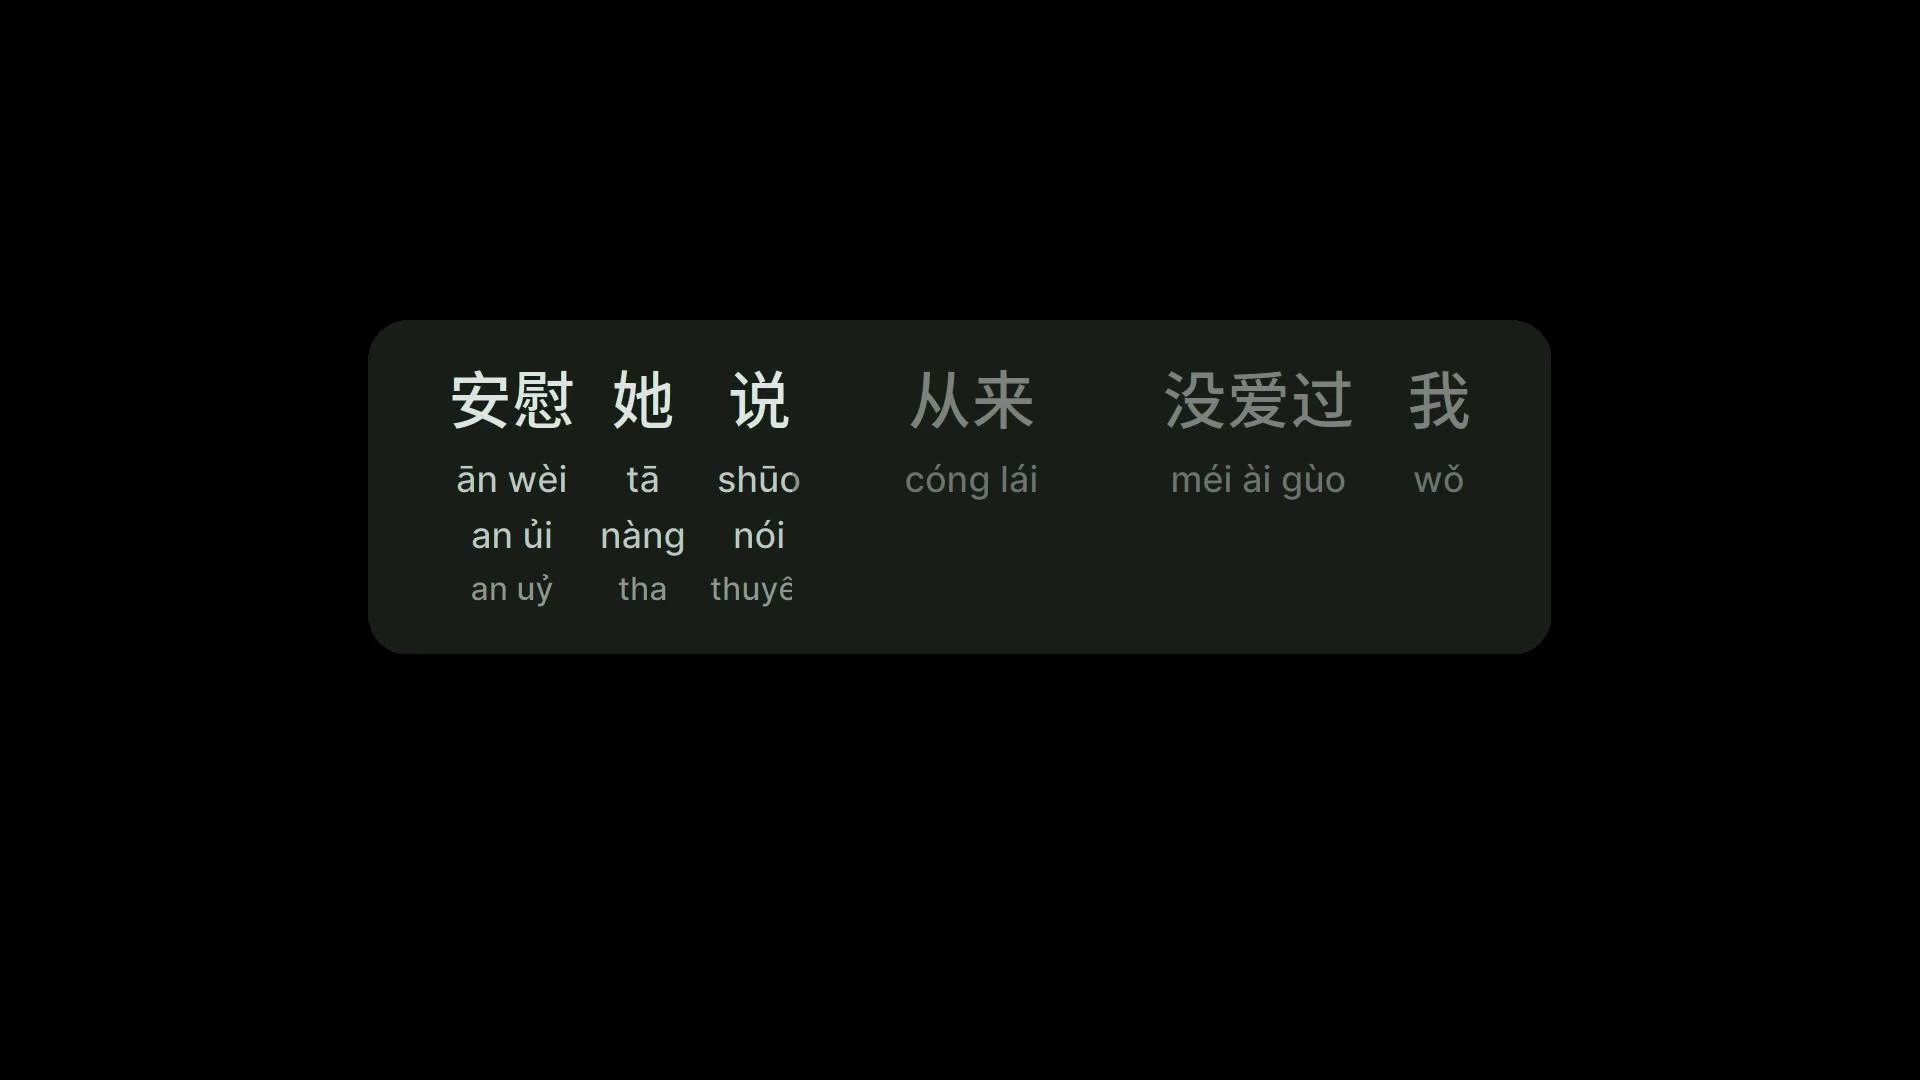 安慰 她 说 从来 没爱过 我
ān wèi tā shūo cóng lái méi ài gùo wǒ
an ủi nàng nói
an uỷ tha thuyê